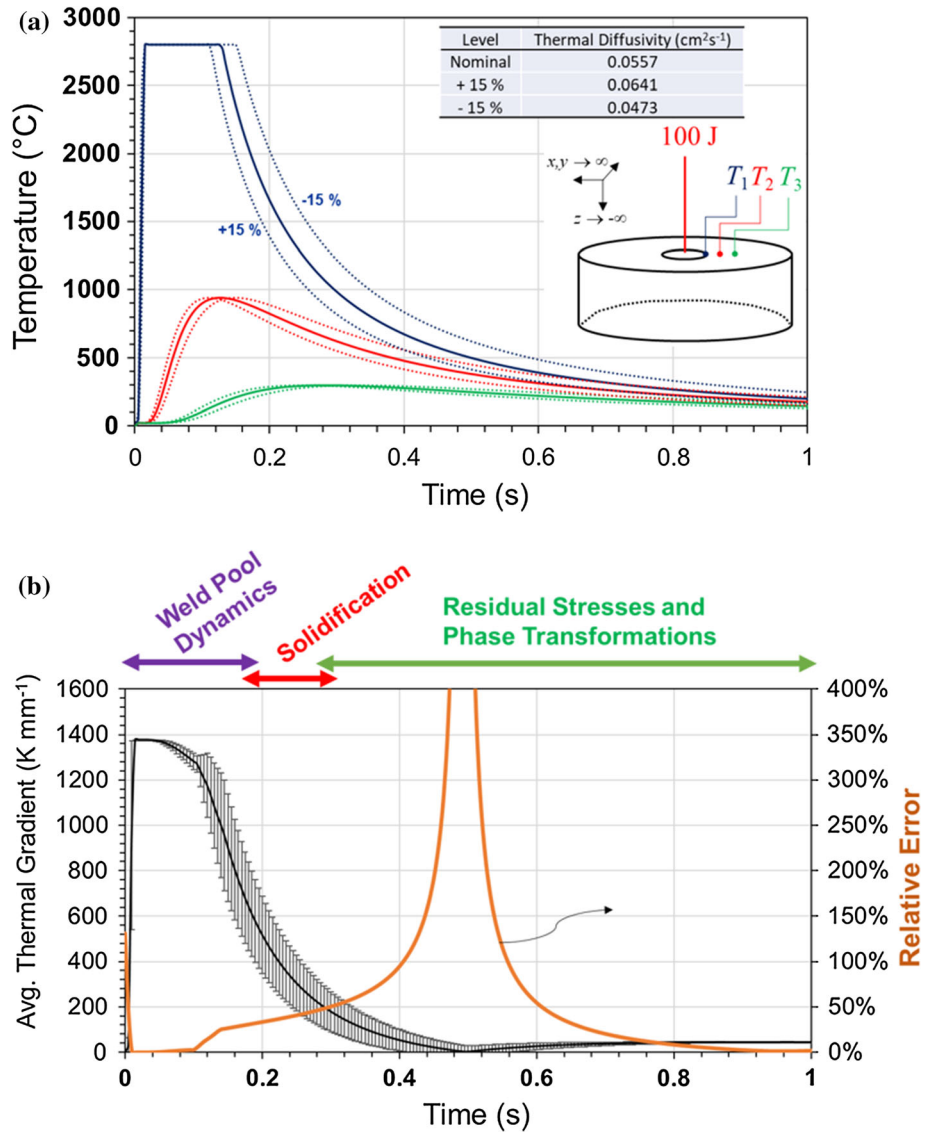 (a)
3000
2500
2000
1500
1000
500
0
Temperature (°C)
0 0.2 0.4 0.6 0.8 1
Time (s)
Level Thermal Diffusivity (cm²s⁻¹)
Nominal 0.0557
+ 15 % 0.0641
- 15 % 0.0473
-15 %
+15 %
100 J
x,y → ∞
z → -∞
T₁ T₂ T₃
(b)
Weld Pool
Dynamics
Solidification
Residual Stresses and
Phase Transformations
1600
1400
1200
1000
800
600
400
200
0
Avg. Thermal Gradient (K mm⁻¹)
400%
350%
300%
250%
200%
150%
100%
50%
0%
Relative Error
0 0.2 0.4 0.6 0.8 1
Time (s)